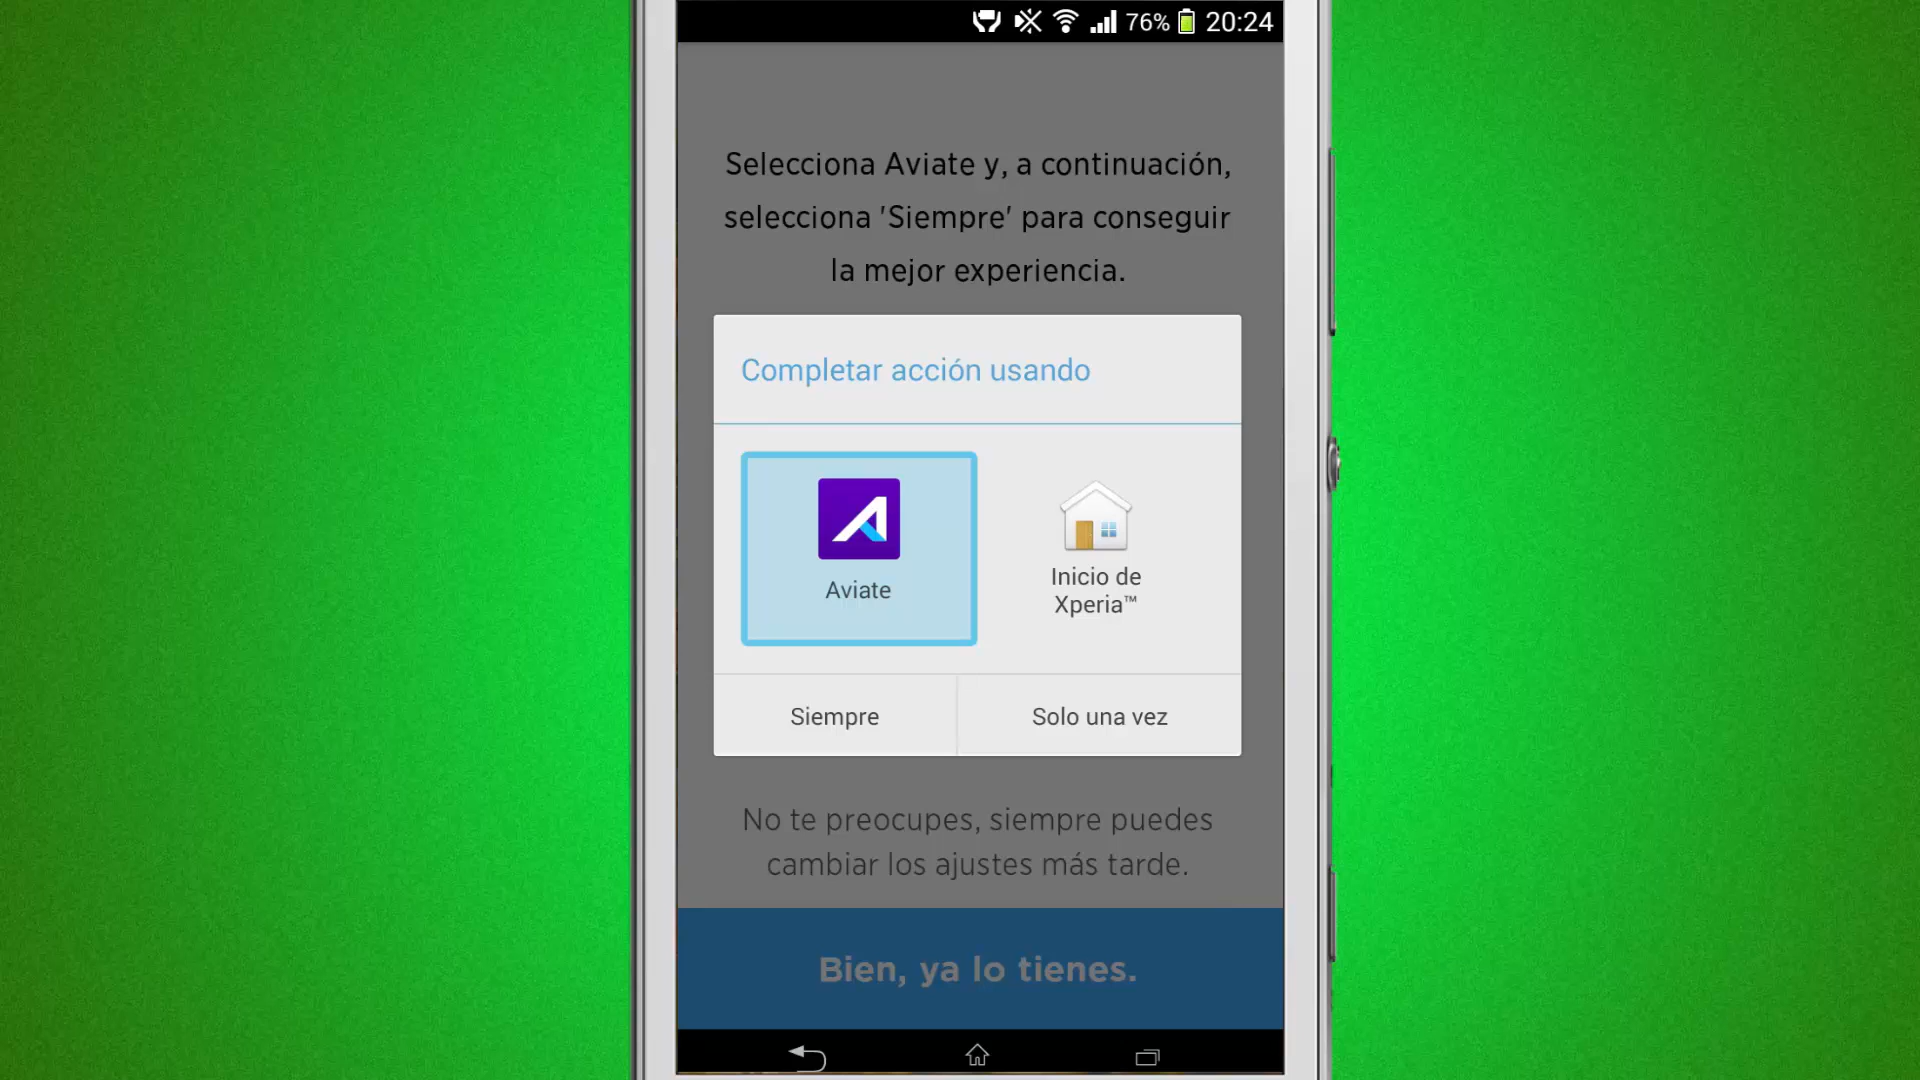 76% 20:24
Selecciona Aviate y, a continuación,
selecciona 'Siempre' para conseguir
la mejor experiencia.
Completar acción usando
Aviate
Inicio de
Xperia™
Siempre
Solo una vez
No te preocupes, siempre puedes
cambiar los ajustes más tarde.
Bien, ya lo tienes.